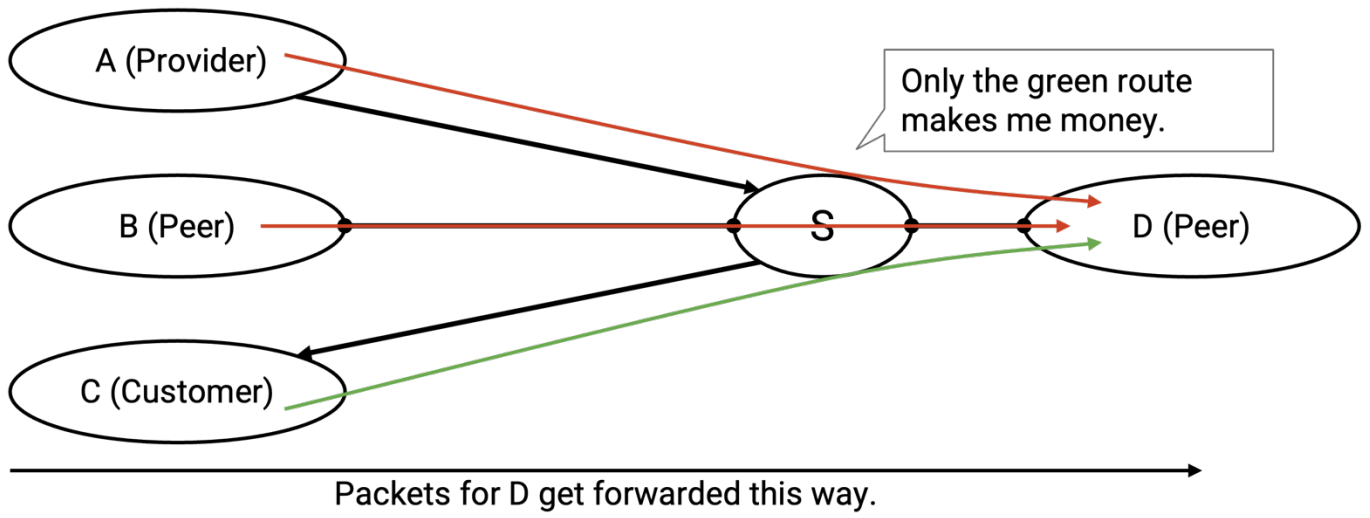 A (Provider)
Only the green route
makes me money.
B (Peer)
S
D (Peer)
C (Customer)
Packets for D get forwarded this way.